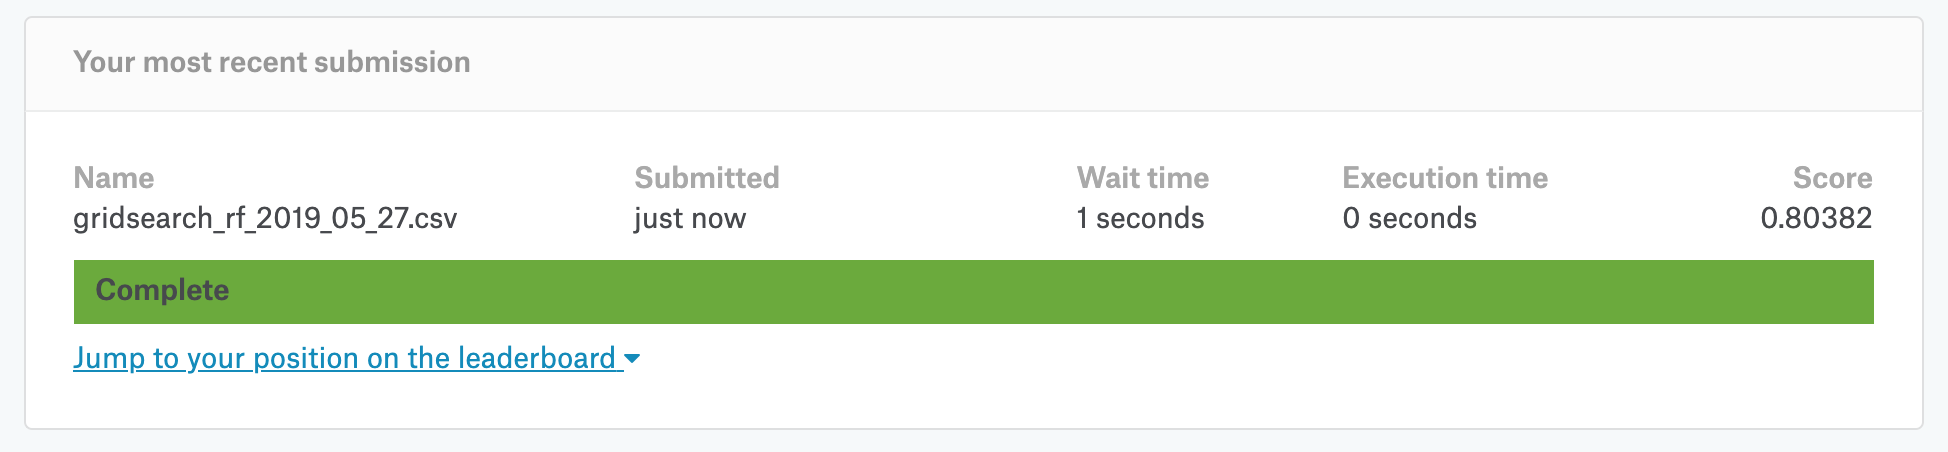 Your most recent submission
Name Submitted Wait time Execution time Score
gridsearch_rf_2019_05_27.csv just now 1 seconds 0 seconds 0.80382
Complete
Jump to your position on the leaderboard